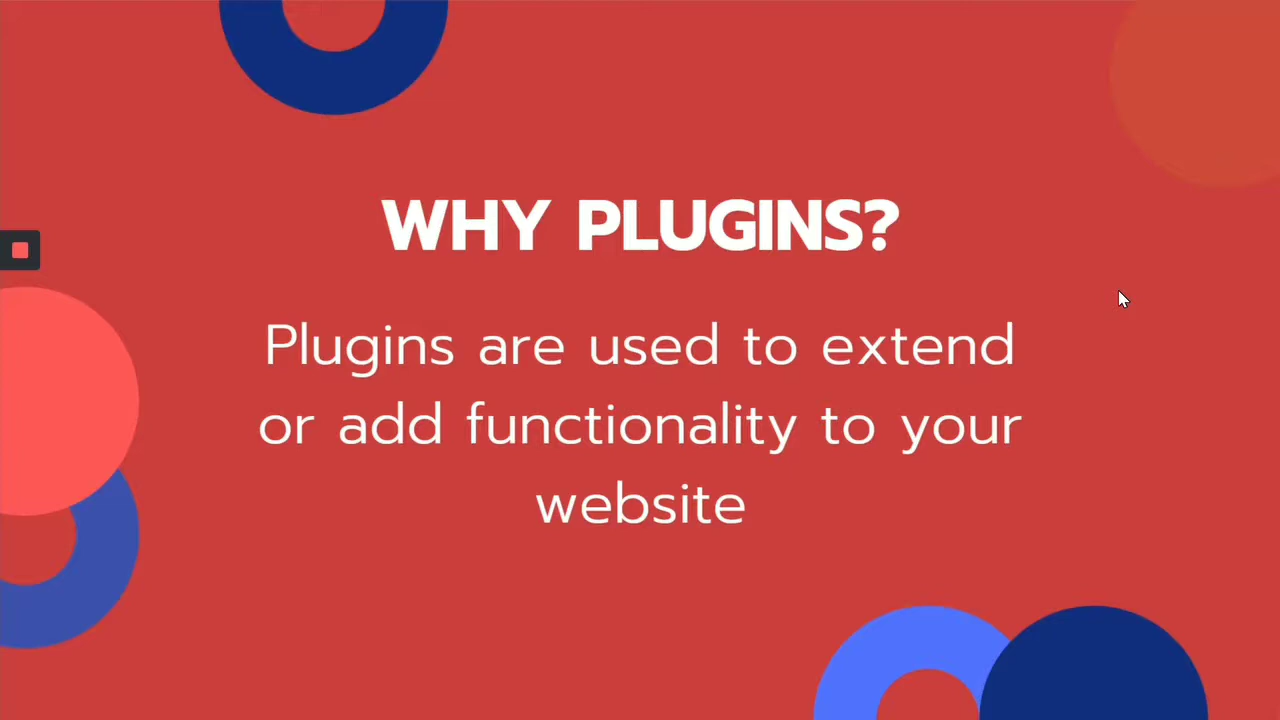 WHY PLUGINS?
Plugins are used to extend
or add functionality to your
website